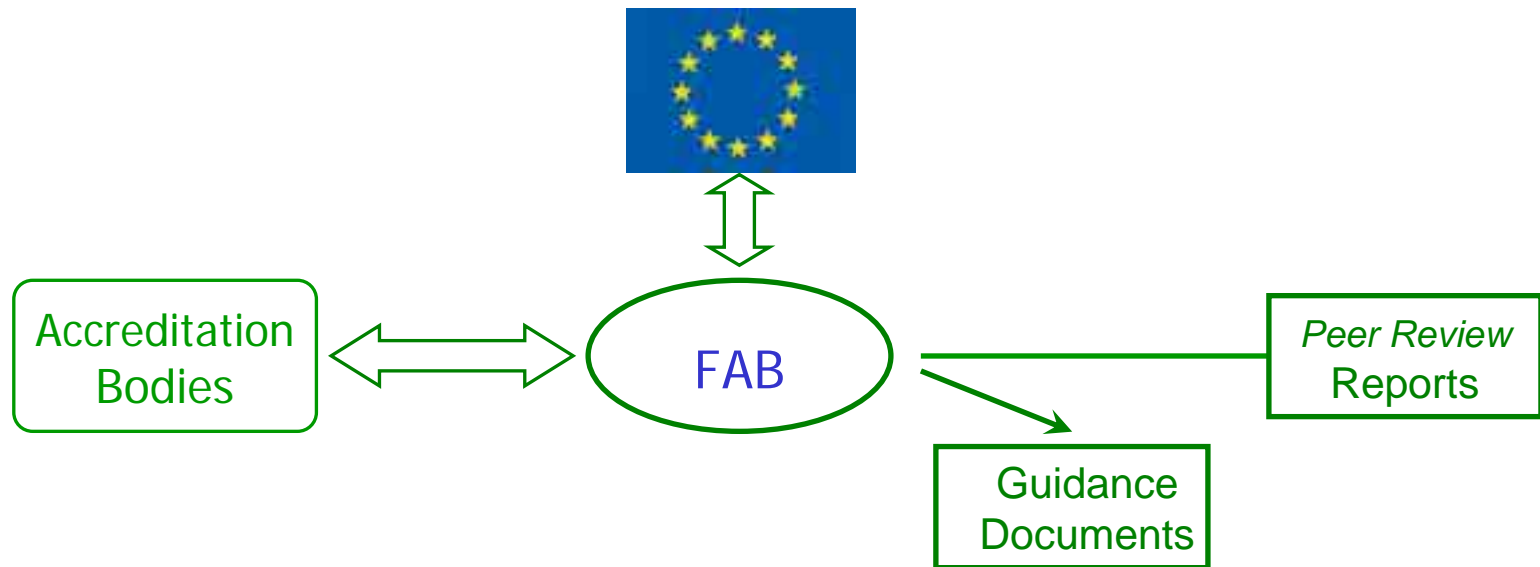 Accreditation
Bodies
FAB
Peer Review
Reports
Guidance
Documents